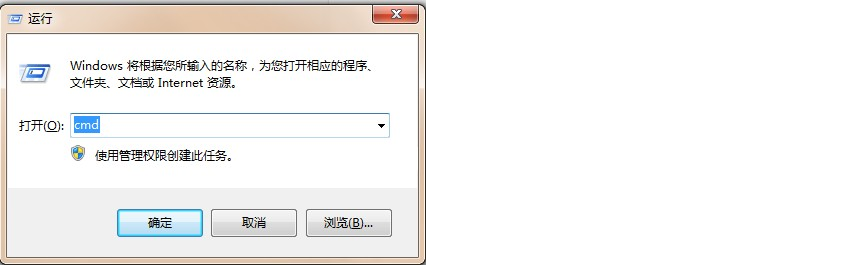 运行
Windows 将根据您所输入的名称，为您打开相应的程序、
文件夹、文档或 Internet 资源。
打开(O): cmd
使用管理权限创建此任务。
确定 取消 浏览(B)...